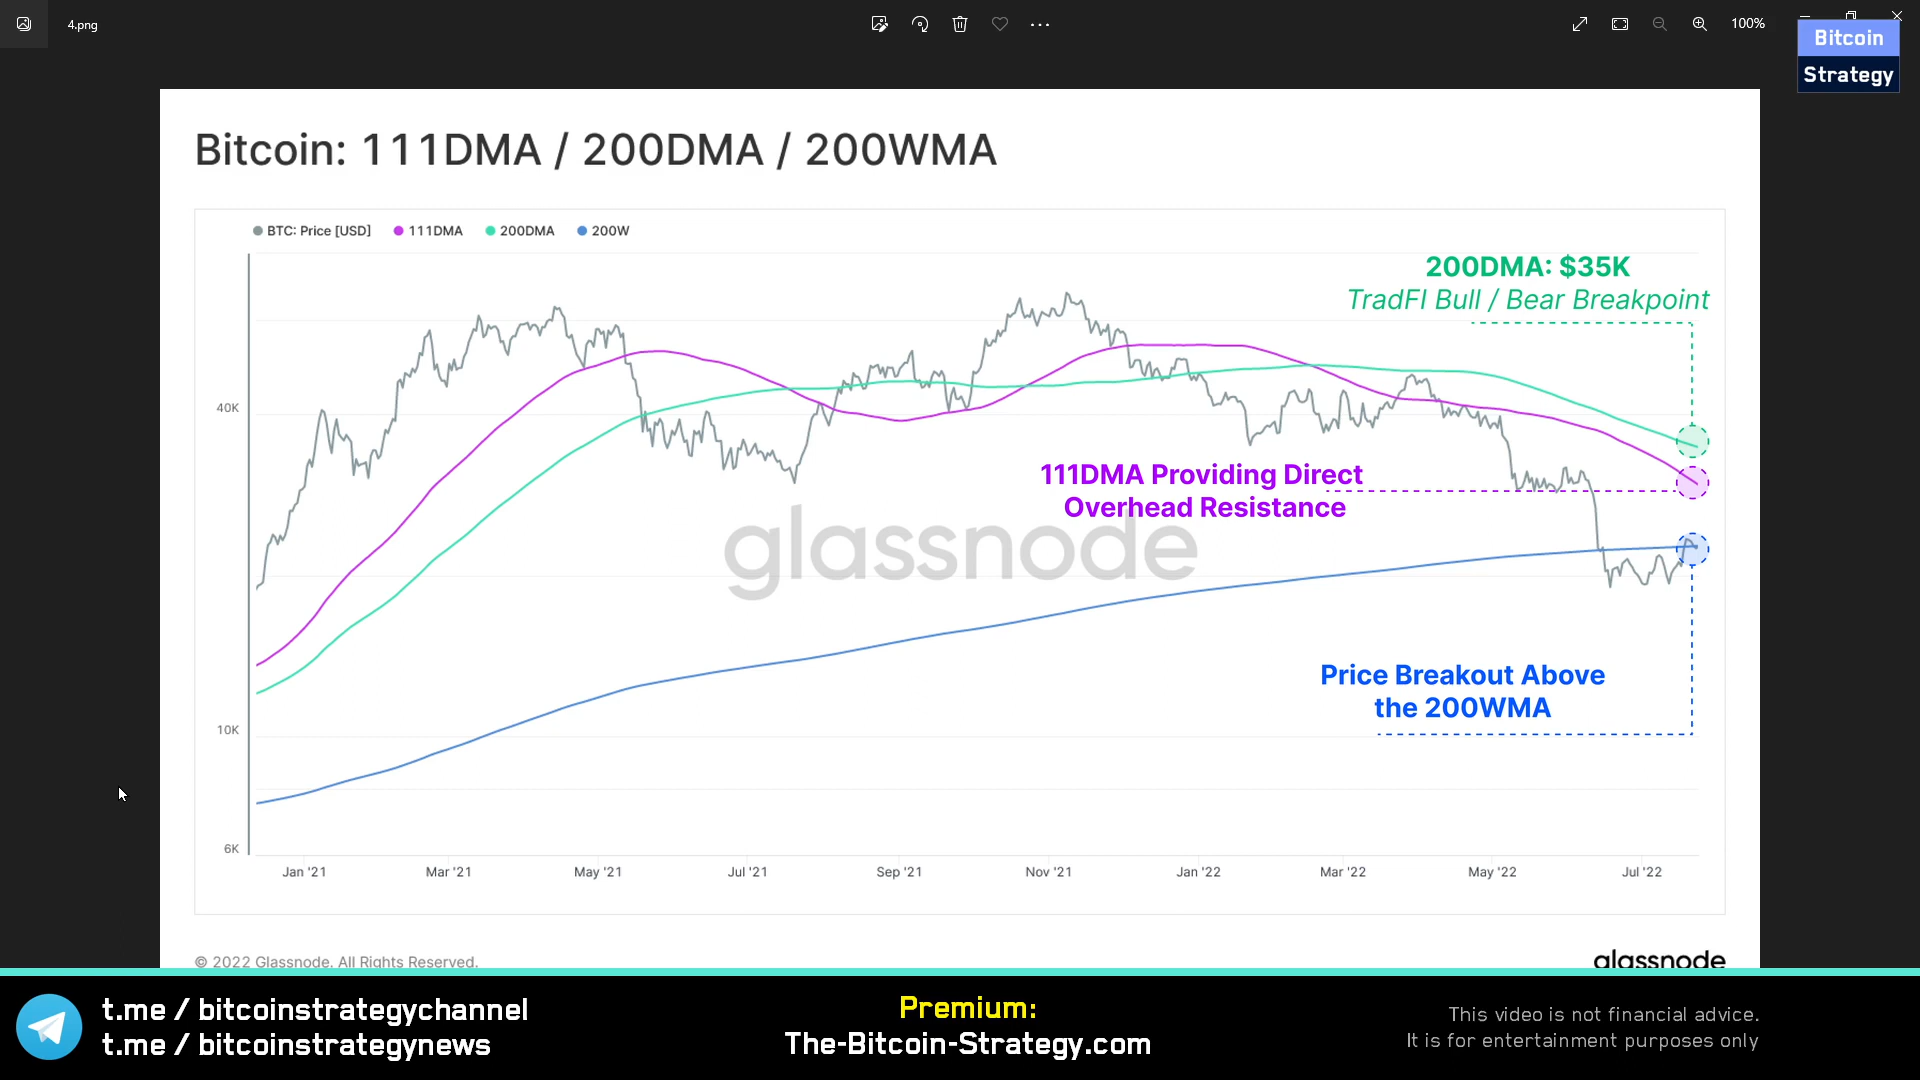 4.png
100%
Bitcoin
Strategy
Bitcoin: 111DMA / 200DMA / 200WMA
BTC: Price [USD] 111DMA 200DMA 200W
200DMA: $35K
TradFI Bull / Bear Breakpoint
40K
111DMA Providing Direct
Overhead Resistance
glassnode
Price Breakout Above
the 200WMA
10K
6K
Jan '21 Mar '21 May '21 Jul '21 Sep '21 Nov '21 Jan '22 Mar '22 May '22 Jul '22
© 2022 Glassnode. All Rights Reserved.
glassnode
t.me / bitcoinstrategychannel
t.me / bitcoinstrategynews
Premium:
The-Bitcoin-Strategy.com
This video is not financial advice.
It is for entertainment purposes only